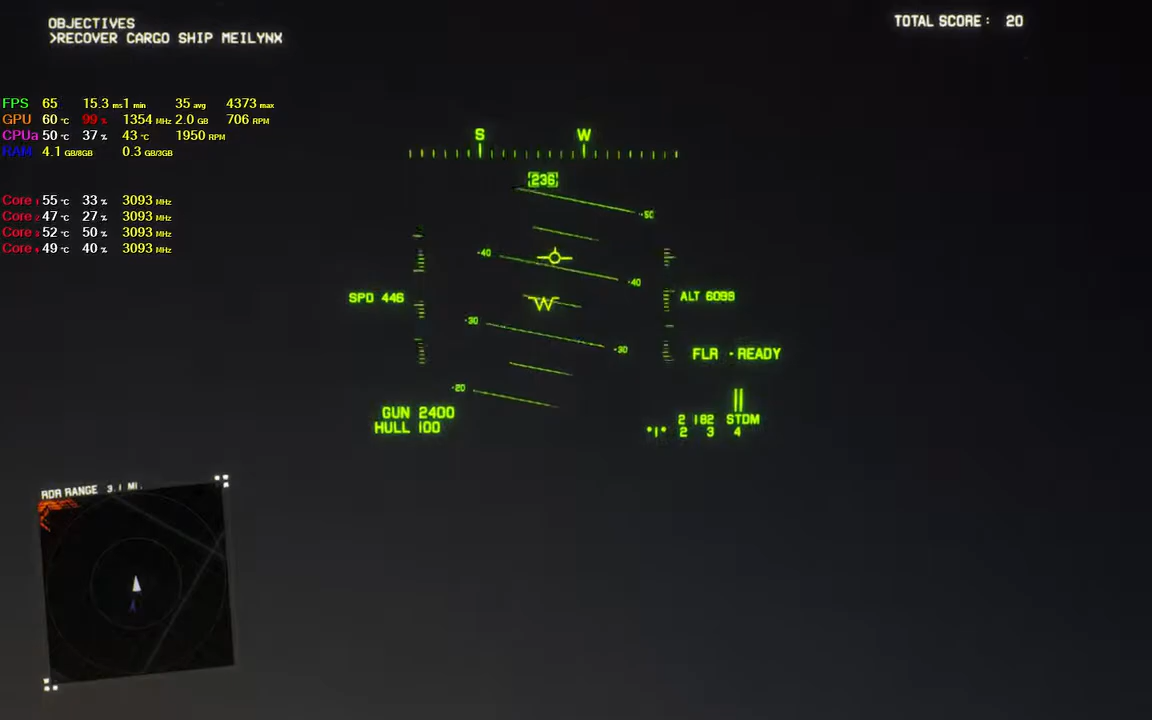 OBJECTIVES
>RECOVER CARGO SHIP MEILYNX
TOTAL SCORE: 20
FPS 65 15.3 ms 1 min 35 avg 4373 max
GPU 60 °C 99 % 1354 MHz 2.0 GB 706 RPM
CPUa 50 °C 37 % 43 °C 1950 RPM
RAM 4.1 GB/8GB 0.3 GB/3GB
Core 1 55 °C 33 % 3093 MHz
Core 2 47 °C 27 % 3093 MHz
Core 3 52 °C 50 % 3093 MHz
Core 4 49 °C 40 % 3093 MHz
S W
236
-50
-40 -40
SPD 446
ALT 6099
-30 -30
FLR - READY
-20
GUN 2400
HULL 100
2 182 STDM
*1* 2 3 4
RDR RANGE 3.1 MI.